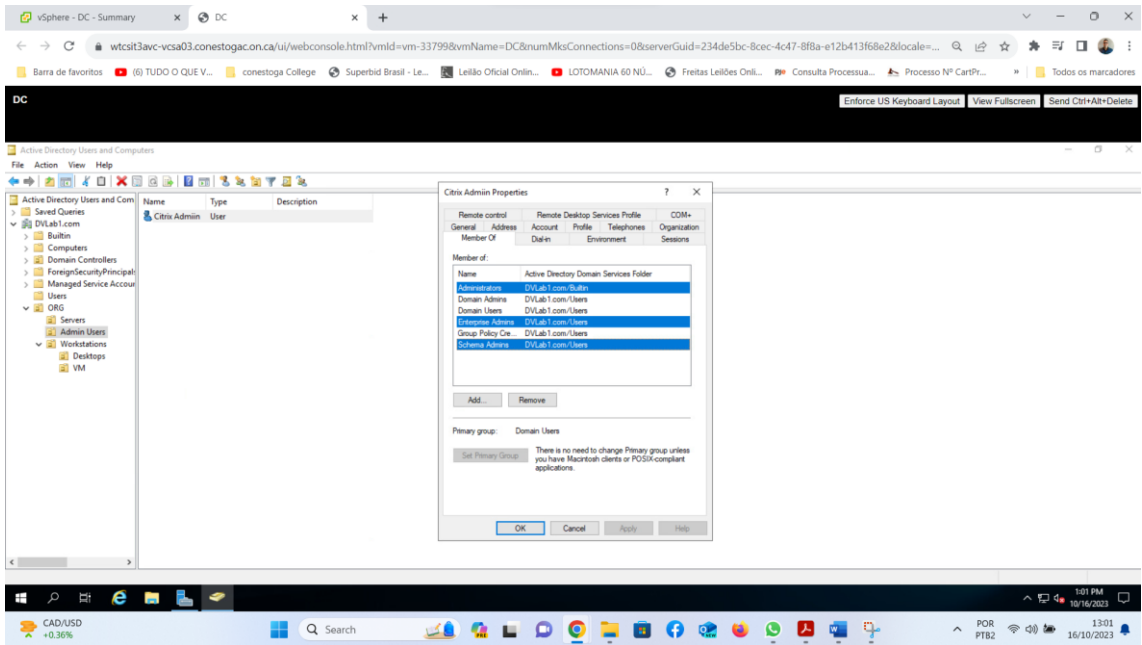 vSphere - DC - Summary
DC
wtcsit3avc-vcsa03.conestogac.on.ca/ui/webconsole.html?vmId=vm-33799&vmName=DC&numMksConnections=0&serverGuid=234de5bc-8cec-4c47-8f8a-e12b413f68e2&locale=...
Barra de favoritos
(6) TUDO O QUE V...
conestoga College
Superbid Brasil - Le...
Leilão Oficial Onlin...
LOTOMANIA 60 NÚ...
Freitas Leilões Onli...
Consulta Processua...
Processo Nº CartPr...
»
Todos os marcadores
DC
Enforce US Keyboard Layout
View Fullscreen
Send Ctrl+Alt+Delete
Active Directory Users and Computers
File Action View Help
Active Directory Users and Com
Saved Queries
DVLab1.com
Builtin
Computers
Domain Controllers
ForeignSecurityPrincipals
Managed Service Accour
Users
ORG
Servers
Admin Users
Workstations
Desktops
VM
Name Type Description
Citrix Admiin User
Citrix Admiin Properties
Remote control Remote Desktop Services Profile COM+
General Address Account Profile Telephones Organization
Member Of Dial-in Environment Sessions
Member of:
Name Active Directory Domain Services Folder
Administrators DVLab1.com/Builtin
Domain Admins DVLab1.com/Users
Domain Users DVLab1.com/Users
Enterprise Admins DVLab1.com/Users
Group Policy Cre... DVLab1.com/Users
Schema Admins DVLab1.com/Users
Add...
Remove
Primary group: Domain Users
Set Primary Group
There is no need to change Primary group unless
you have Macintosh clients or POSIX-compliant
applications.
OK
Cancel
Apply
Help
1:01 PM
10/16/2023
CAD/USD
+0.36%
Search
POR
PTB2
13:01
16/10/2023